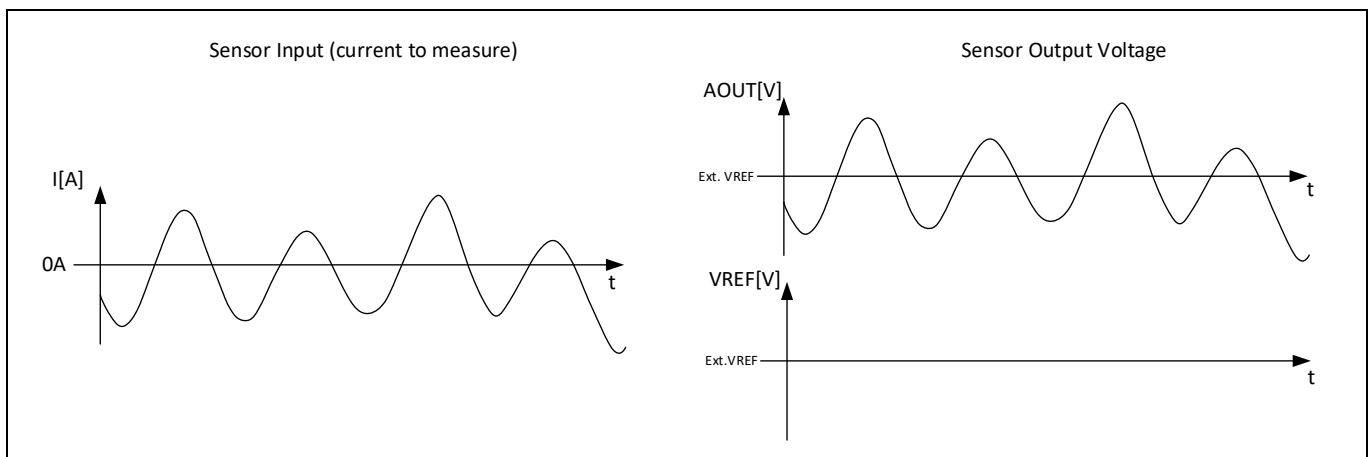 Sensor Input (current to measure)
I[A]
0A
t
Sensor Output Voltage
AOUT[V]
Ext. VREF
t
VREF[V]
Ext.VREF
t